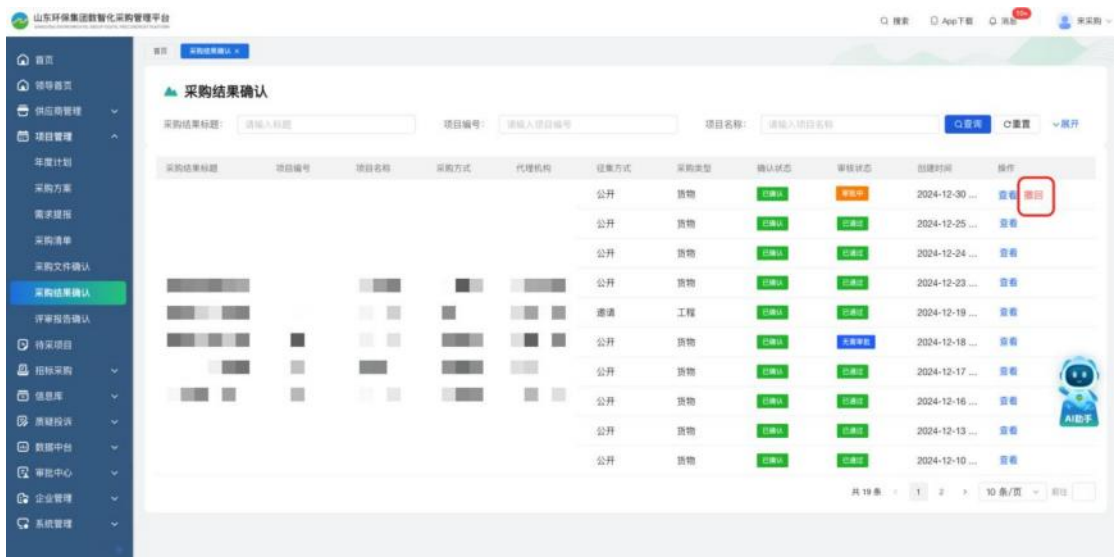 山东环保集团数智化采购管理平台
搜索 App下载 消息 10+ 来采购
首页 采购结果确认 ×
首页
领导首页
供应商管理
项目管理
年度计划
采购方案
需求提报
采购清单
采购文件确认
采购结果确认
评审报告确认
待采项目
招标采购
信息库
质疑投诉
数据中台
审批中心
企业管理
系统管理
采购结果确认
采购结果标题: 请输入标题 项目编号: 请输入项目编号 项目名称: 请输入项目名称 查询 重置 展开
采购结果标题 项目编号 项目名称 采购方式 代理机构 征集方式 采购类型 确认状态 审核状态 创建时间 操作
公开 货物 已确认 审批中 2024-12-30 ... 查看 撤回
公开 货物 已确认 已通过 2024-12-25 ... 查看
公开 货物 已确认 已通过 2024-12-24 ... 查看
公开 货物 已确认 已通过 2024-12-23 ... 查看
邀请 工程 已确认 已通过 2024-12-19 ... 查看
公开 货物 已确认 无需审批 2024-12-18 ... 查看
公开 货物 已确认 已通过 2024-12-17 ... 查看
公开 货物 已确认 已通过 2024-12-16 ... 查看
公开 货物 已确认 已通过 2024-12-13 ... 查看
公开 货物 已确认 已通过 2024-12-10 ... 查看
AI助手
共 19 条 1 2 10 条/页 前往